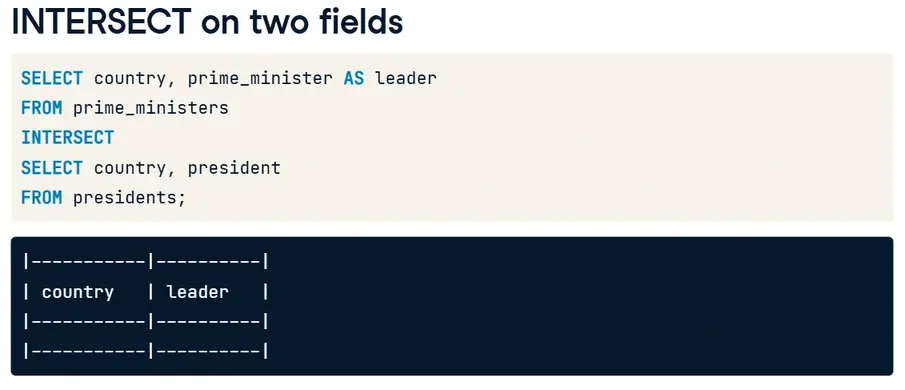 INTERSECT on two fields
SELECT country, prime_minister AS leader
FROM prime_ministers
INTERSECT
SELECT country, president
FROM presidents;
|-----------|----------|
| country   | leader   |
|-----------|----------|
|-----------|----------|